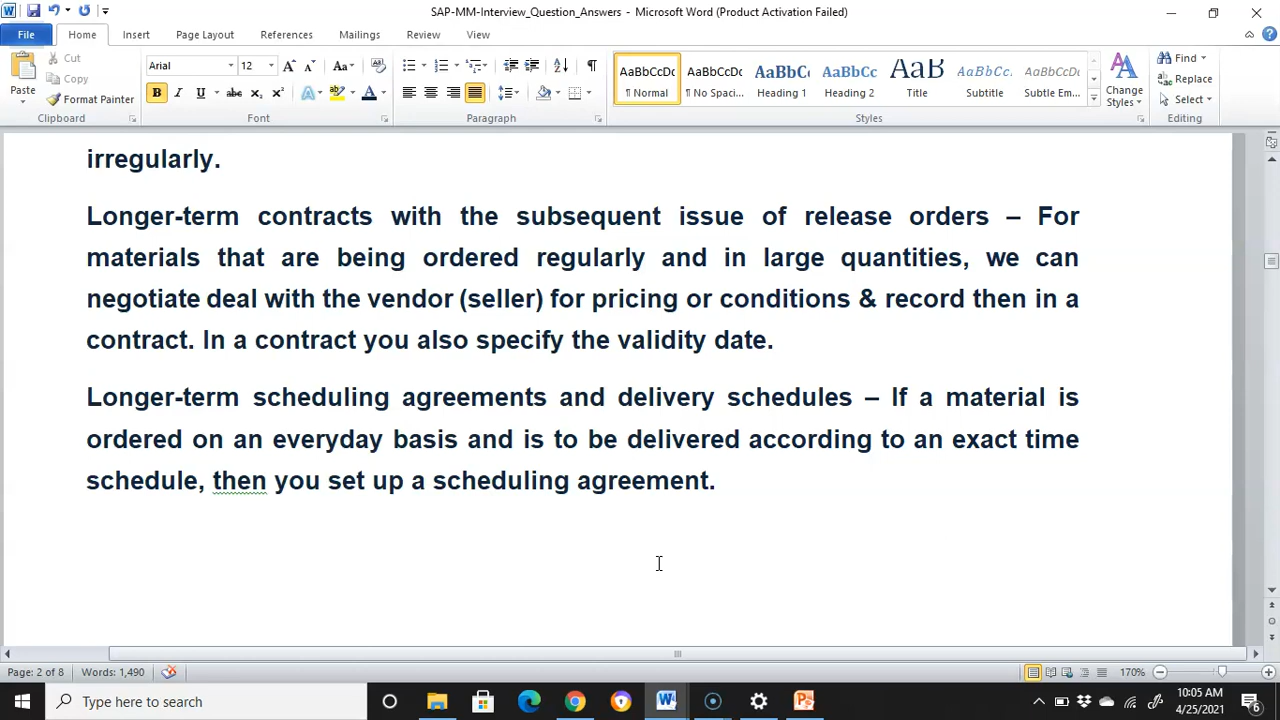 SAP-MM-Interview_Question_Answers - Microsoft Word (Product Activation Failed)
File Home Insert Page Layout References Mailings Review View
Paste
Cut
Copy
Format Painter
Clipboard
Arial 12
Font
Paragraph
AaBbCcDc AaBbCcDc AaBbC AaBbCc AaB AaBbCc. AaBbCcDc
¶ Normal ¶ No Spaci... Heading 1 Heading 2 Title Subtitle Subtle Em...
Styles
Change
Styles
Find
Replace
Select
Editing
irregularly.
Longer-term contracts with the subsequent issue of release orders – For
materials that are being ordered regularly and in large quantities, we can
negotiate deal with the vendor (seller) for pricing or conditions & record then in a
contract. In a contract you also specify the validity date.
Longer-term scheduling agreements and delivery schedules – If a material is
ordered on an everyday basis and is to be delivered according to an exact time
schedule, then you set up a scheduling agreement.
Page: 2 of 8 Words: 1,490 170%
Type here to search
10:05 AM
4/25/2021
6